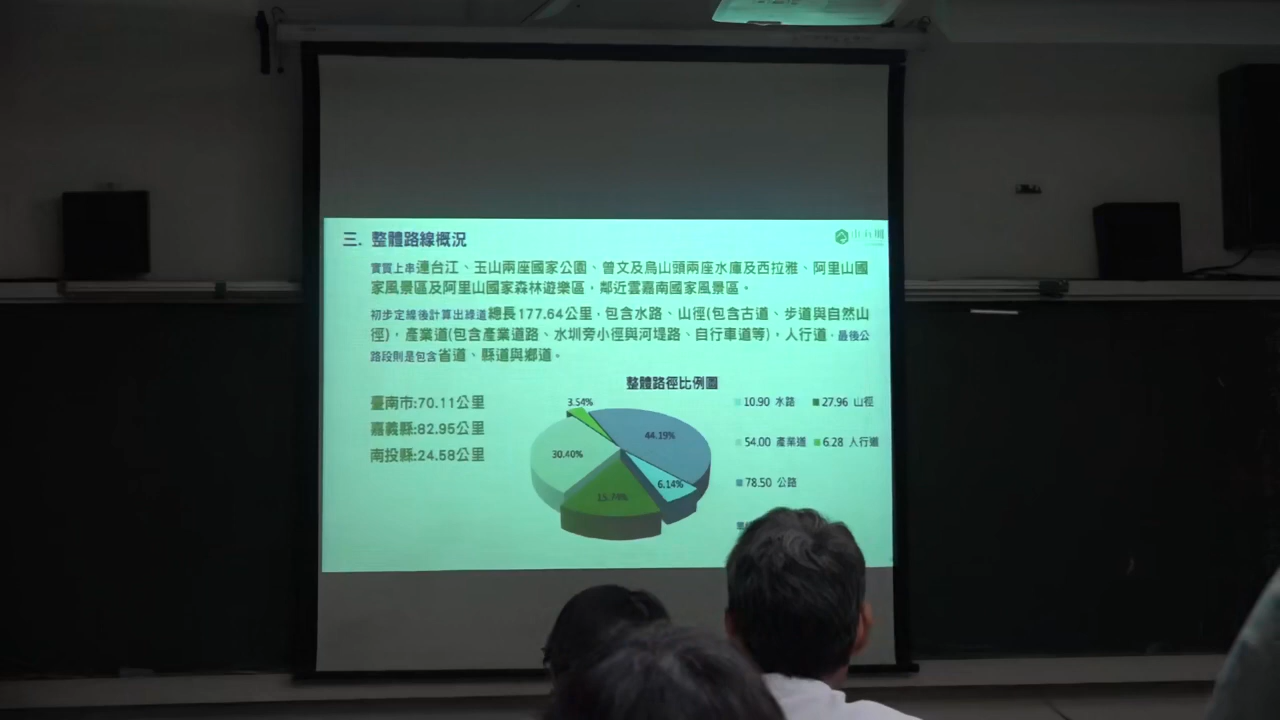 三. 整體路線概況
實質上串連台江、玉山兩座國家公園、曾文及烏山頭兩座水庫及西拉雅、阿里山國
家風景區及阿里山國家森林遊樂區，鄰近雲嘉南國家風景區。
初步定線後計算出綠道總長177.64公里，包含水路、山徑(包含古道、步道與自然山
徑)，產業道(包含產業道路、水圳旁小徑與河堤路、自行車道等)，人行道，最後公
路段則是包含省道、縣道與鄉道。
臺南市:70.11公里
嘉義縣:82.95公里
南投縣:24.58公里
整體路徑比例圖
3.54%
44.19%
30.40%
6.14%
15.74%
10.90 水路
27.96 山徑
54.00 產業道
6.28 人行道
78.50 公路